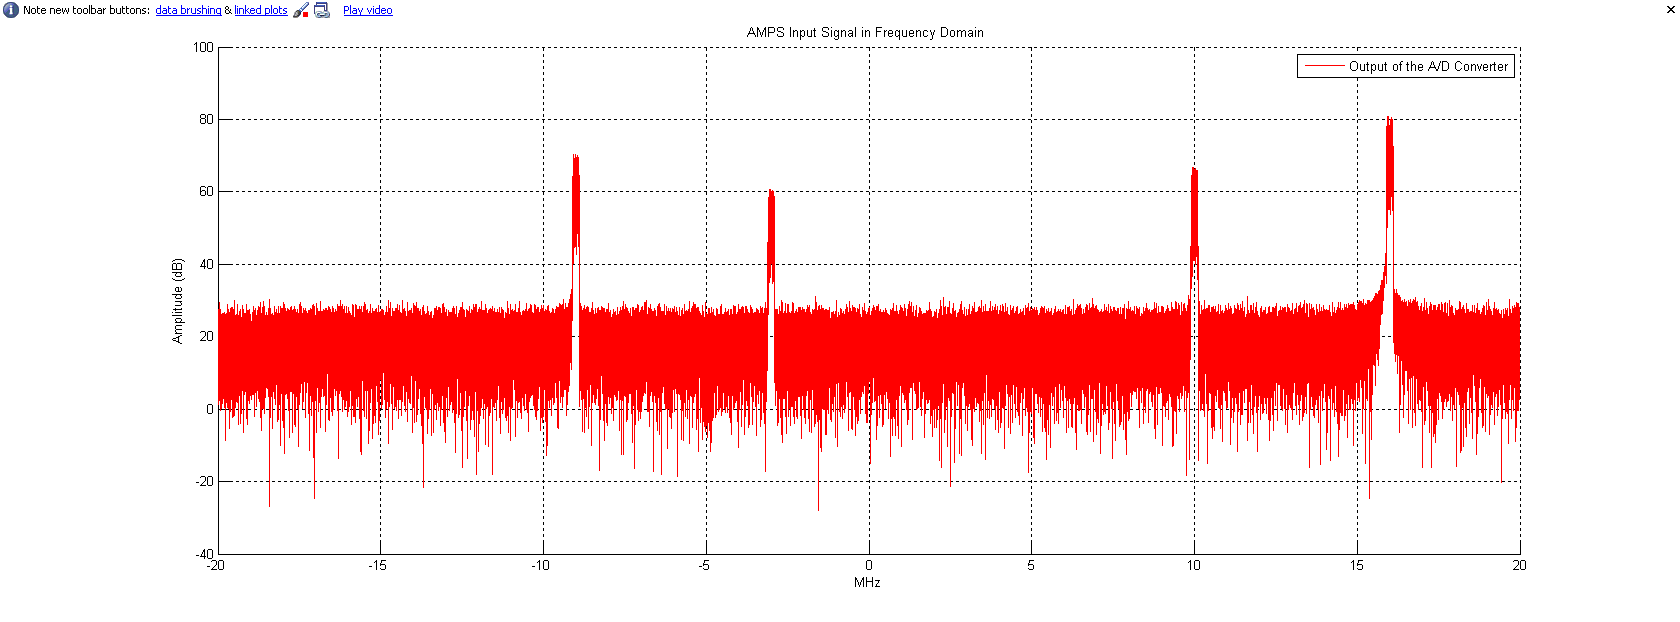 Note new toolbar buttons: data brushing & linked plots Play video
AMPS Input Signal in Frequency Domain
Output of the A/D Converter
Amplitude (dB)
100
80
60
40
20
0
-20
-40
-20 -15 -10 -5 0 5 10 15 20
MHz